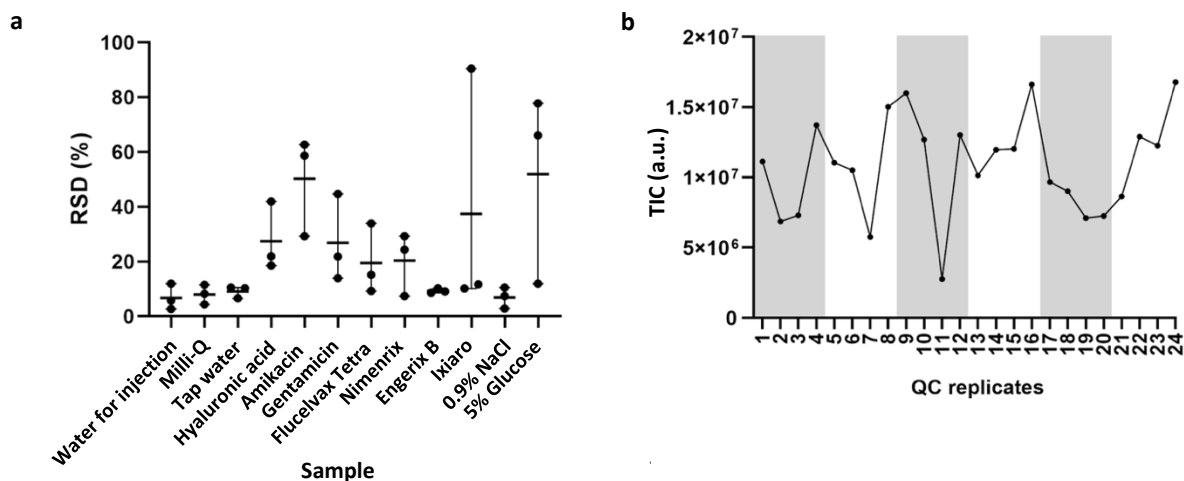 a
100
80
60
40
20
0
RSD (%)
Water for injection
Milli-Q
Tap water
Hyaluronic acid
Amikacin
Gentamicin
Flucelvax Tetra
Nimenrix
Engerix B
Ixiaro
0.9% NaCl
5% Glucose
Sample
b
2×10⁷
1.5×10⁷
1×10⁷
5×10⁶
0
TIC (a.u.)
1 2 3 4 5 6 7 8 9 10 11 12 13 14 15 16 17 18 19 20 21 22 23 24
QC replicates